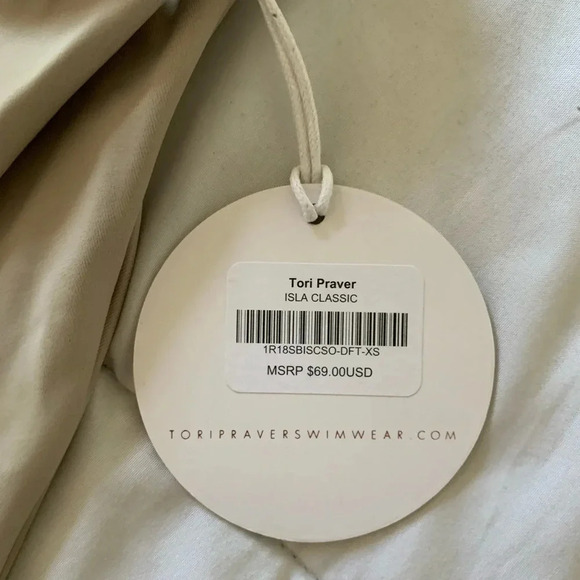 Tori Praver
ISLA CLASSIC
1R18SBISCSO-DFT-XS
MSRP $69.00USD
TORIPRAVERSWIMWEAR.COM